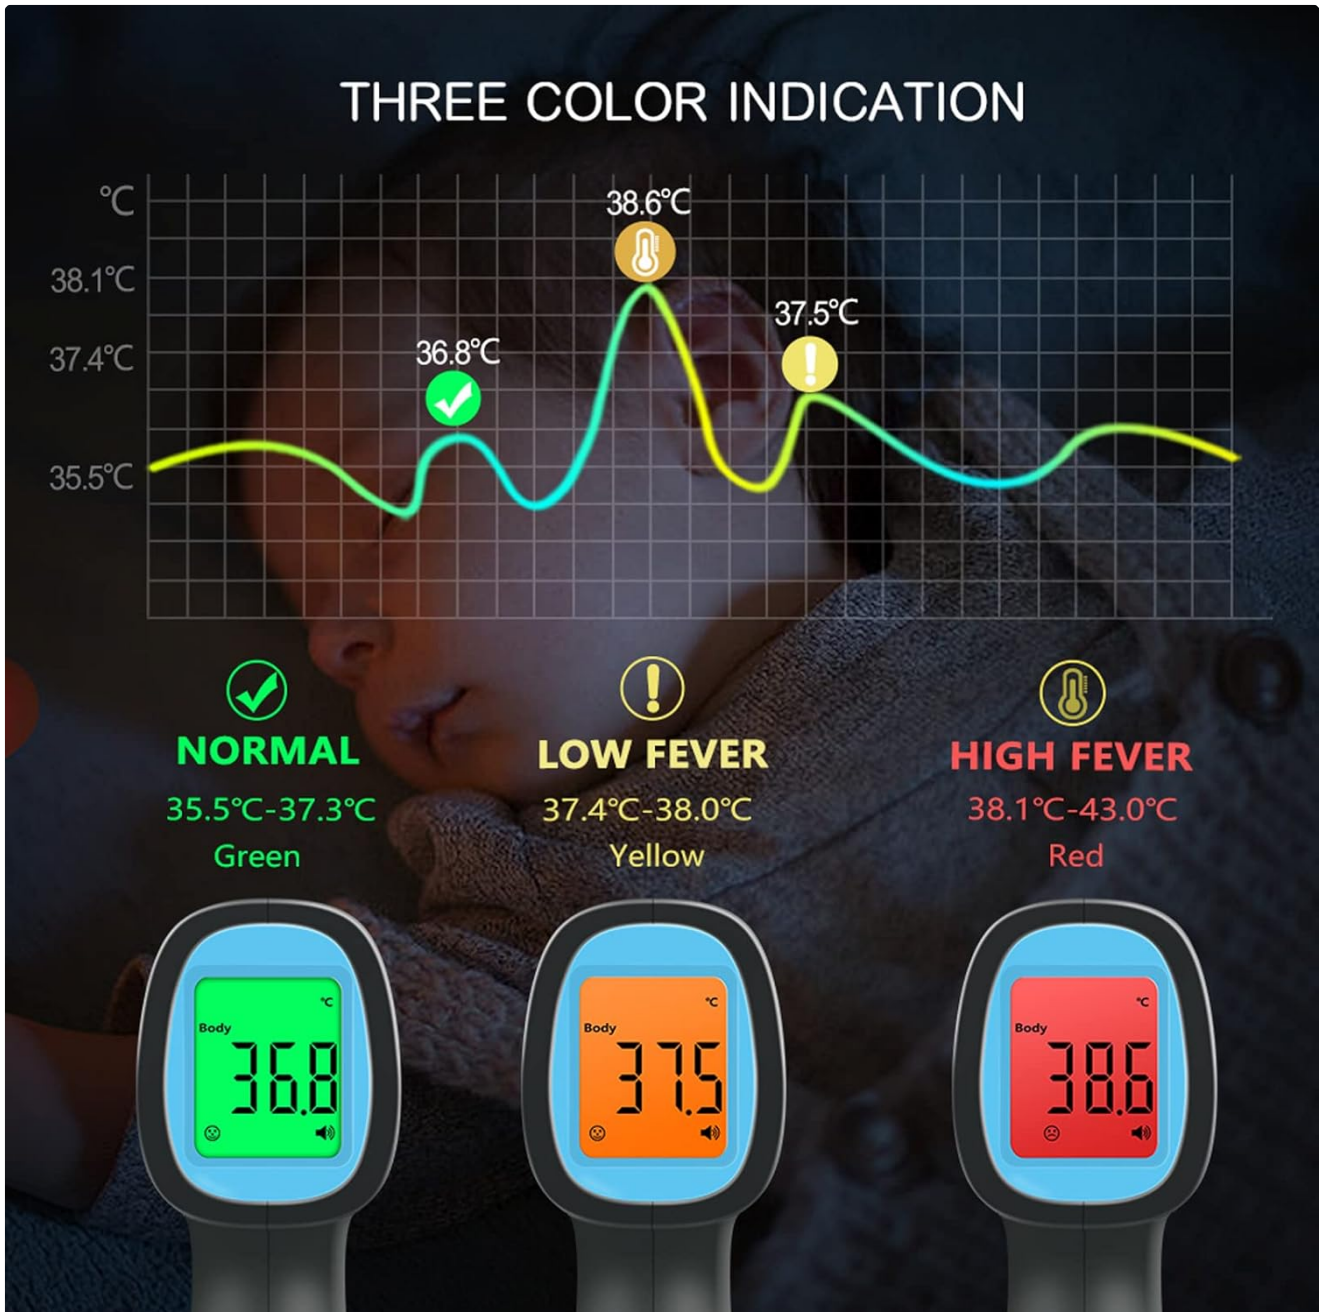 THREE COLOR INDICATION
℃
38.6℃
38.1℃
37.5℃
37.4℃
36.8℃
35.5℃
NORMAL
35.5℃-37.3℃
Green
LOW FEVER
37.4℃-38.0℃
Yellow
HIGH FEVER
38.1℃-43.0℃
Red
℃
Body
36.8
℃
Body
37.5
℃
Body
38.6